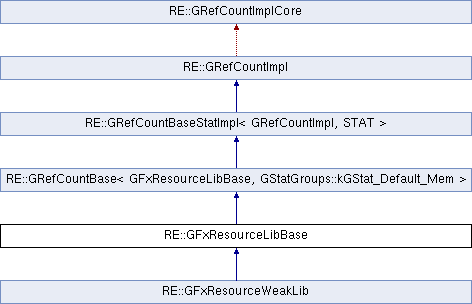 RE::GRefCountImplCore
RE::GRefCountImpl
RE::GRefCountBaseStatImpl< GRefCountImpl, STAT >
RE::GRefCountBase< GFxResourceLibBase, GStatGroups::kGStat_Default_Mem >
RE::GFxResourceLibBase
RE::GFxResourceWeakLib